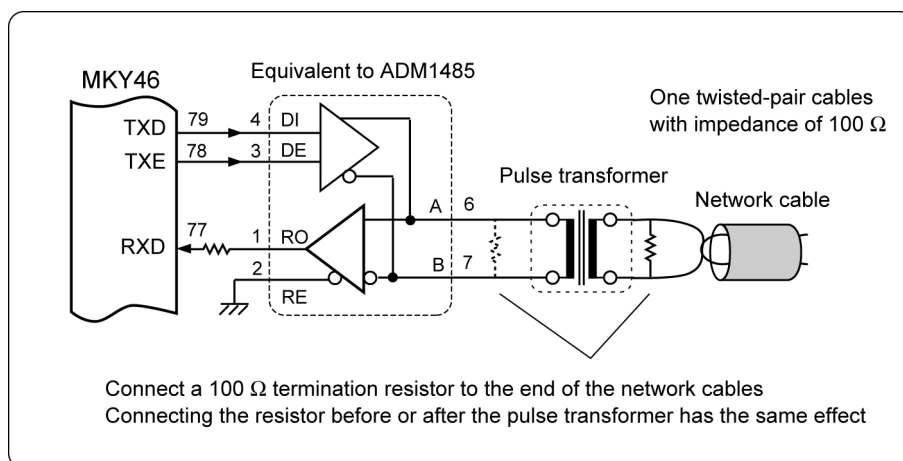 Equivalent to ADM1485
MKY46
One twisted-pair cables
with impedance of 100 Ω
TXD 79 4 DI
TXE 78 3 DE
Pulse transformer
Network cable
A 6
RXD 77 1 RO
B 7
2 RE
Connect a 100 Ω termination resistor to the end of the network cables
Connecting the resistor before or after the pulse transformer has the same effect